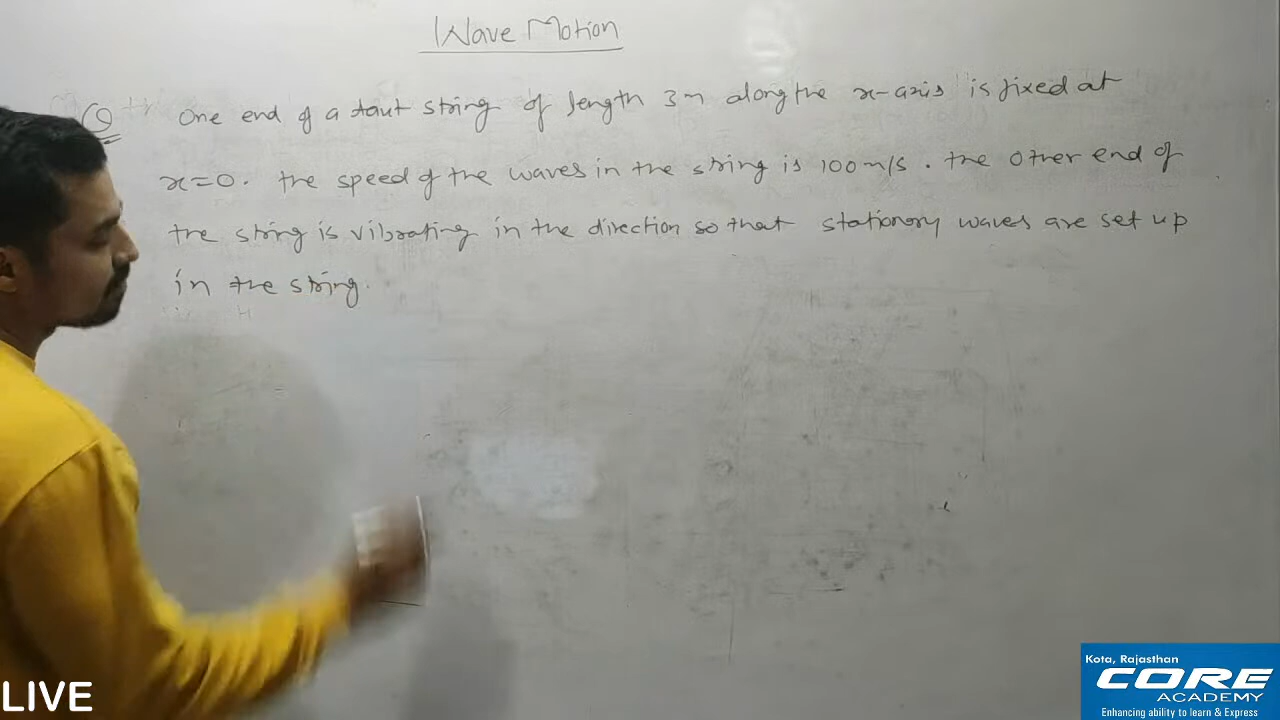 Wave Motion
Q One end of a taut string of length 3m along the x-axis is fixed at
x=0. the speed of the waves in the string is 100 m/s. the other end of
the string is vibrating in the direction so that stationory waves are set up
in the string.
LIVE
Kota, Rajasthan
CORE
ACADEMY
Enhancing ability to learn & Express